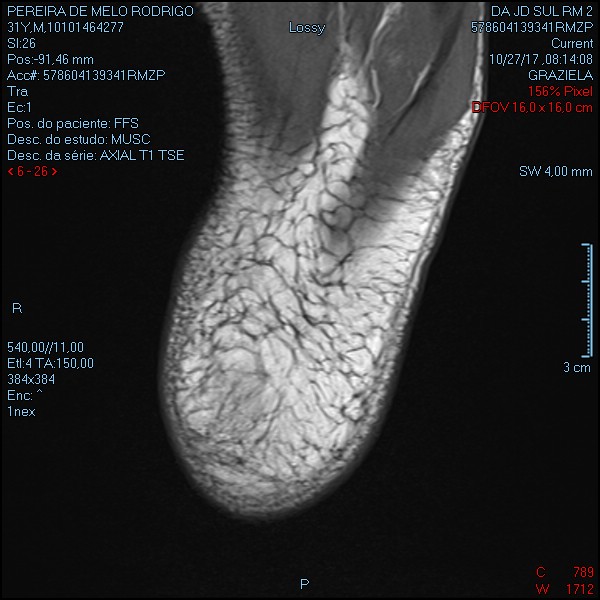 PEREIRA DE MELO RODRIGO
31Y,M,10101464277
Sl:26
Pos:-91,46 mm
Acc#: 578604139341RMZP
Tra
Ec:1
Pos. do paciente: FFS
Desc. do estudo: MUSC
Desc. da série: AXIAL T1 TSE
< 6 - 26 >
Lossy
DA JD SUL RM 2
578604139341RMZP
Current
10/27/17 ,08:14:08
GRAZIELA
156% Pixel
DFOV 16,0 x 16,0 cm
SW 4,00 mm
R
540,00//11,00
Etl:4 TA:150,00
384x384
Enc: ^
1nex
3 cm
P
C 789
W 1712